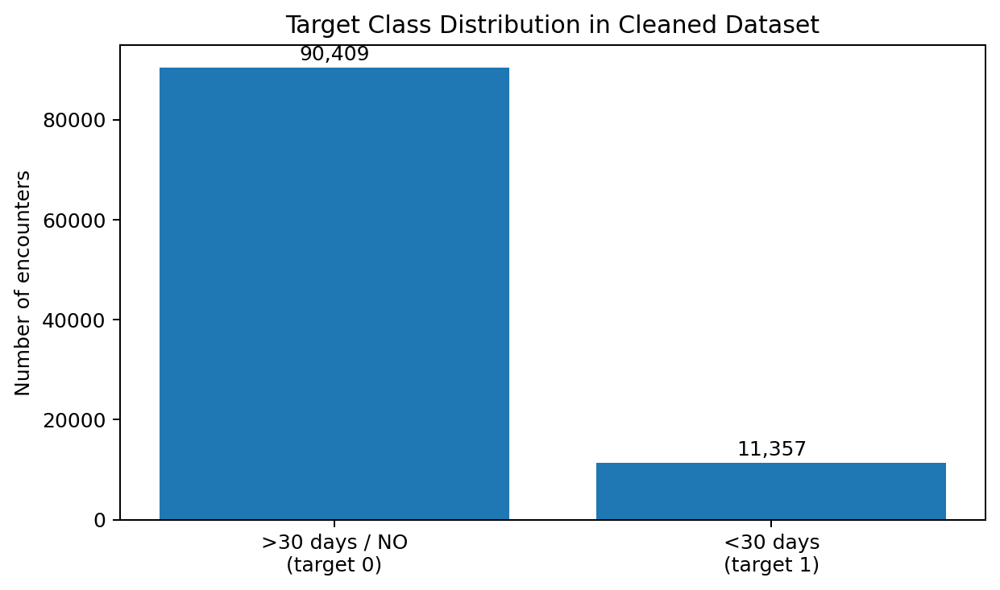 Target Class Distribution in Cleaned Dataset
90,409
80000
60000
40000
20000
0
Number of encounters
11,357
>30 days / NO
(target 0)
<30 days
(target 1)